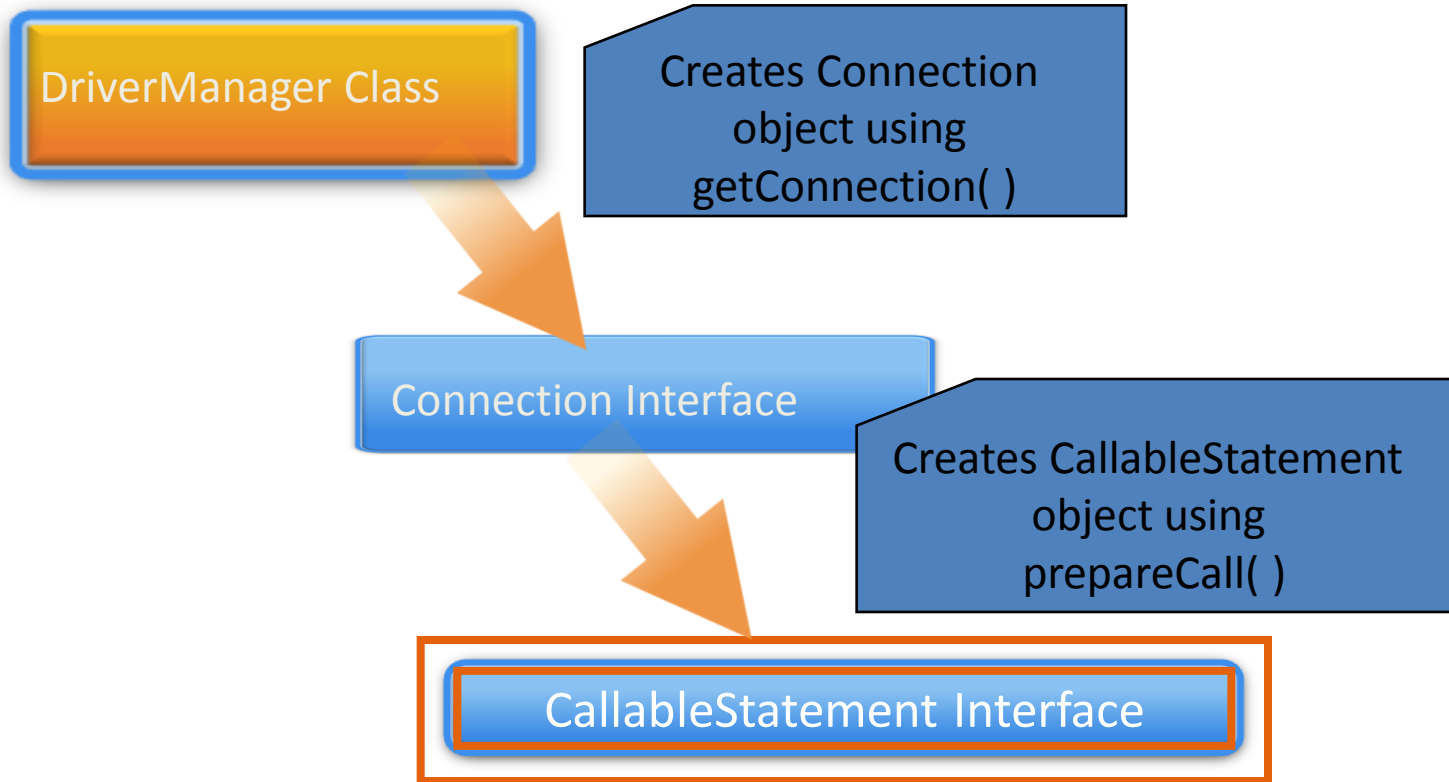 DriverManager Class
Creates Connection
object using
getConnection( )
Connection Interface
Creates CallableStatement
object using
prepareCall( )
CallableStatement Interface